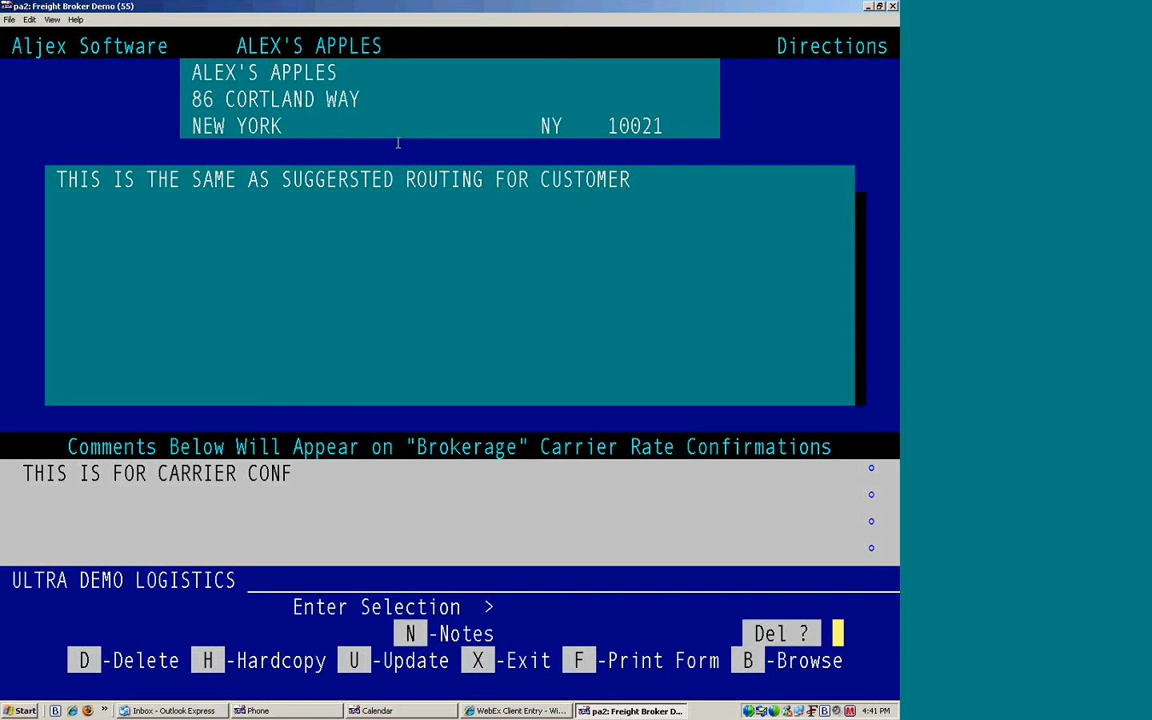 pa2: Freight Broker Demo (55)
File Edit View Help
Aljex Software ALEX'S APPLES Directions
ALEX'S APPLES
86 CORTLAND WAY
NEW YORK NY 10021
THIS IS THE SAME AS SUGGERSTED ROUTING FOR CUSTOMER
Comments Below Will Appear on "Brokerage" Carrier Rate Confirmations
THIS IS FOR CARRIER CONF
ULTRA DEMO LOGISTICS
Enter Selection >
N -Notes Del ?
D -Delete H -Hardcopy U -Update X -Exit F -Print Form B -Browse
Start Inbox - Outlook Express Phone Calendar WebEx Client Entry - Wi... pa2: Freight Broker D... 4:41 PM